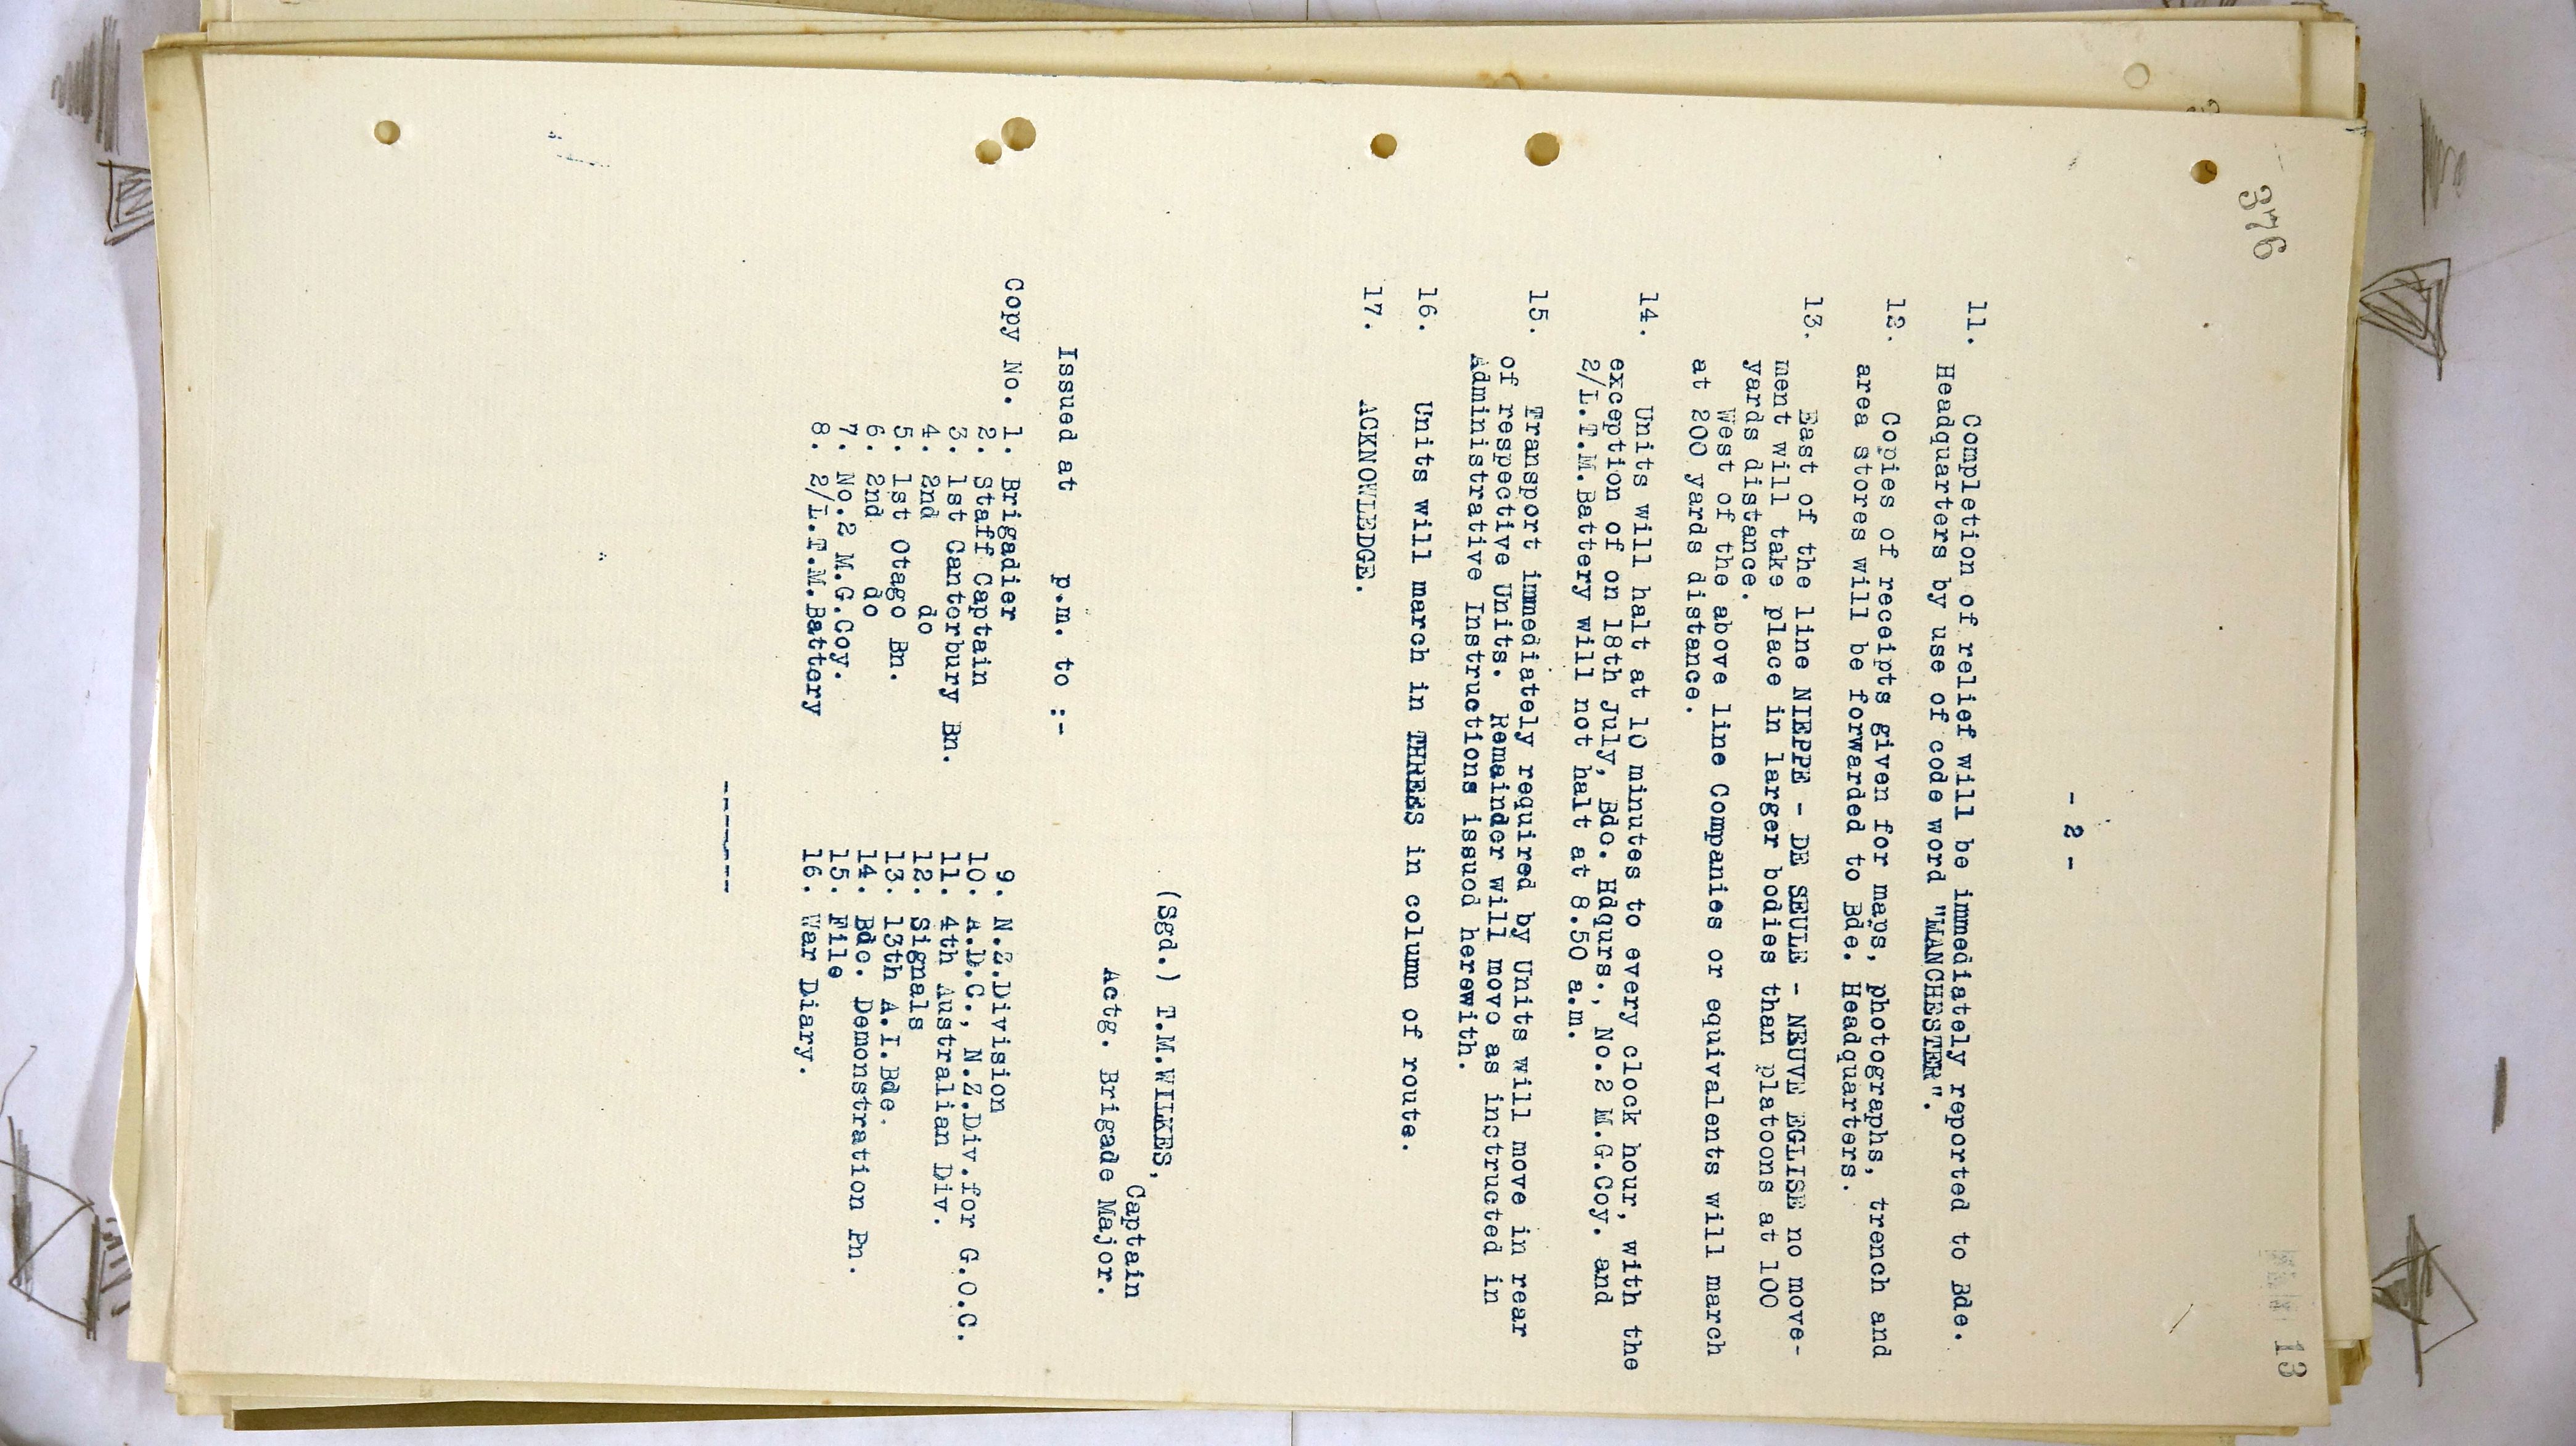 376
13
- 2 -
11. Completion of relief will be immediately reported to Bde.
Headquarters by use of code word "MANCHESTER".
12. Copies of receipts given for maps, photographs, trench and
area stores will be forwarded to Bde. Headquarters.
13. East of the line NIEPPE - DE SEULE - NEUVE EGLISE no move-
ment will take place in larger bodies than platoons at 100
yards distance.
West of the above line Companies or equivalents will march
at 200 yards distance.
14. Units will halt at 10 minutes to every clock hour, with the
exception of on 18th July, Bde. Hdqurs., No.2 M.G.Coy. and
2/L.T.M.Battery will not halt at 8.50 a.m.
15. Transport immediately required by Units will move in rear
of respective Units. Remainder will move as instructed in
Administrative Instructions issued herewith.
16. Units will march in THREES in column of route.
17. ACKNOWLEDGE.
(Sgd.) T.M.WILKES,
Captain
Actg. Brigade Major.
Issued at p.m. to :-
Copy No. 1. Brigadier
2. Staff Captain
3. 1st Canterbury Bn.
4. 2nd do
5. 1st Otago Bn.
6. 2nd do
7. No.2 M.G.Coy.
8. 2/L.T.M.Battery
9. N.Z.Division
10. A.D.C., N.Z.Div.for G.O.C.
11. 4th Australian Div.
12. Signals
13. 13th A.I.Bde.
14. Bde. Demonstration Pn.
15. File
16. War Diary.
-------